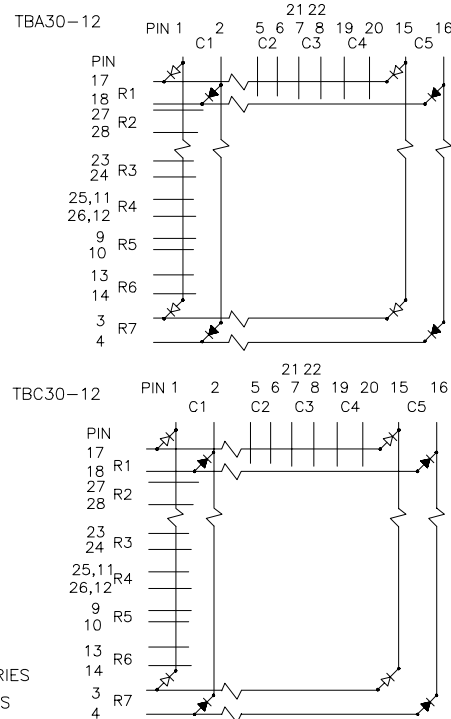 TBA30-12
21 22
PIN 1 2 5 6 7 8 19 20 15 16
C1 C2 C3 C4 C5
PIN
17
R1
18
27
R2
28
23
R3
24
25,11
R4
26,12
9
R5
10
13
R6
14
3
R7
4
TBC30-12
21 22
PIN 1 2 5 6 7 8 19 20 15 16
C1 C2 C3 C4 C5
PIN
17
R1
18
27
R2
28
23
R3
24
25,11
R4
26,12
9
R5
10
13
R6
14
RIES
3
R7
S
4